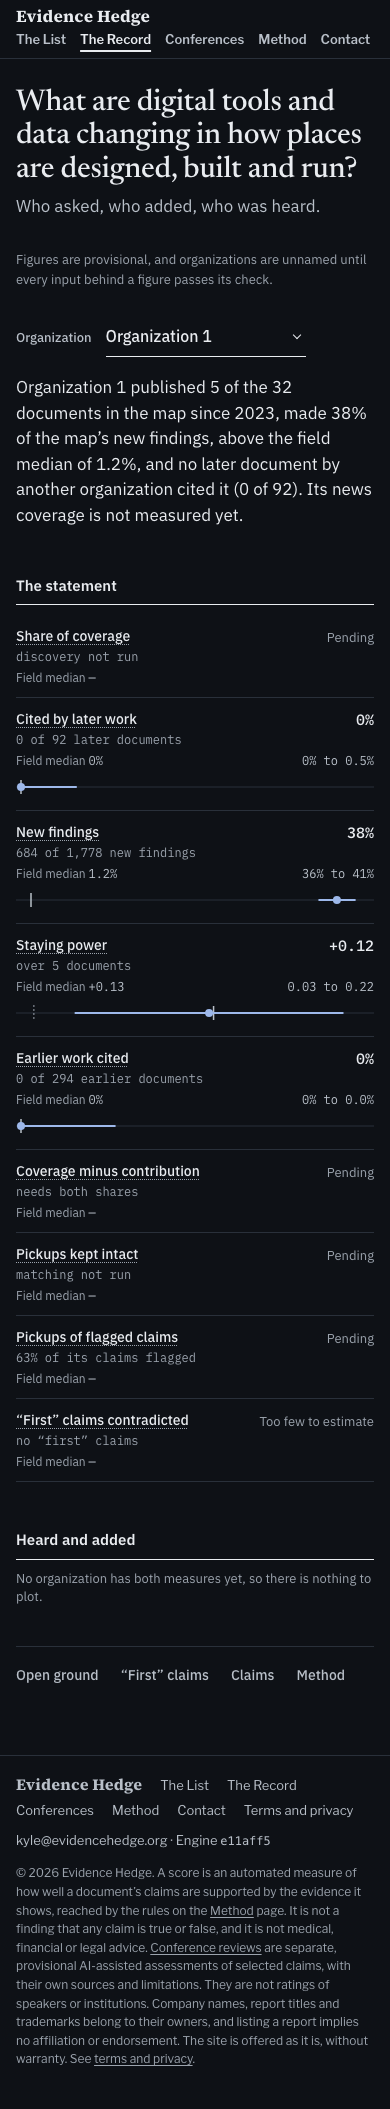 Evidence Hedge
The List The Record Conferences Method Contact
What are digital tools and
data changing in how places
are designed, built and run?
Who asked, who added, who was heard.
Figures are provisional, and organizations are unnamed until
every input behind a figure passes its check.
Organization Organization 1
Organization 1 published 5 of the 32
documents in the map since 2023, made 38%
of the map’s new findings, above the field
median of 1.2%, and no later document by
another organization cited it (0 of 92). Its news
coverage is not measured yet.
The statement
Share of coverage Pending
discovery not run
Field median –
Cited by later work 0%
0 of 92 later documents
Field median 0% 0% to 0.5%
New findings 38%
684 of 1,778 new findings
Field median 1.2% 36% to 41%
Staying power +0.12
over 5 documents
Field median +0.13 0.03 to 0.22
Earlier work cited 0%
0 of 294 earlier documents
Field median 0% 0% to 0.0%
Coverage minus contribution Pending
needs both shares
Field median –
Pickups kept intact Pending
matching not run
Field median –
Pickups of flagged claims Pending
63% of its claims flagged
Field median –
“First” claims contradicted Too few to estimate
no “first” claims
Field median –
Heard and added
No organization has both measures yet, so there is nothing to
plot.
Open ground “First” claims Claims Method
Evidence Hedge The List The Record
Conferences Method Contact Terms and privacy
kyle@evidencehedge.org · Engine e11aff5
© 2026 Evidence Hedge. A score is an automated measure of
how well a document’s claims are supported by the evidence it
shows, reached by the rules on the Method page. It is not a
finding that any claim is true or false, and it is not medical,
financial or legal advice. Conference reviews are separate,
provisional AI-assisted assessments of selected claims, with
their own sources and limitations. They are not ratings of
speakers or institutions. Company names, report titles and
trademarks belong to their owners, and listing a report implies
no affiliation or endorsement. The site is offered as it is, without
warranty. See terms and privacy.